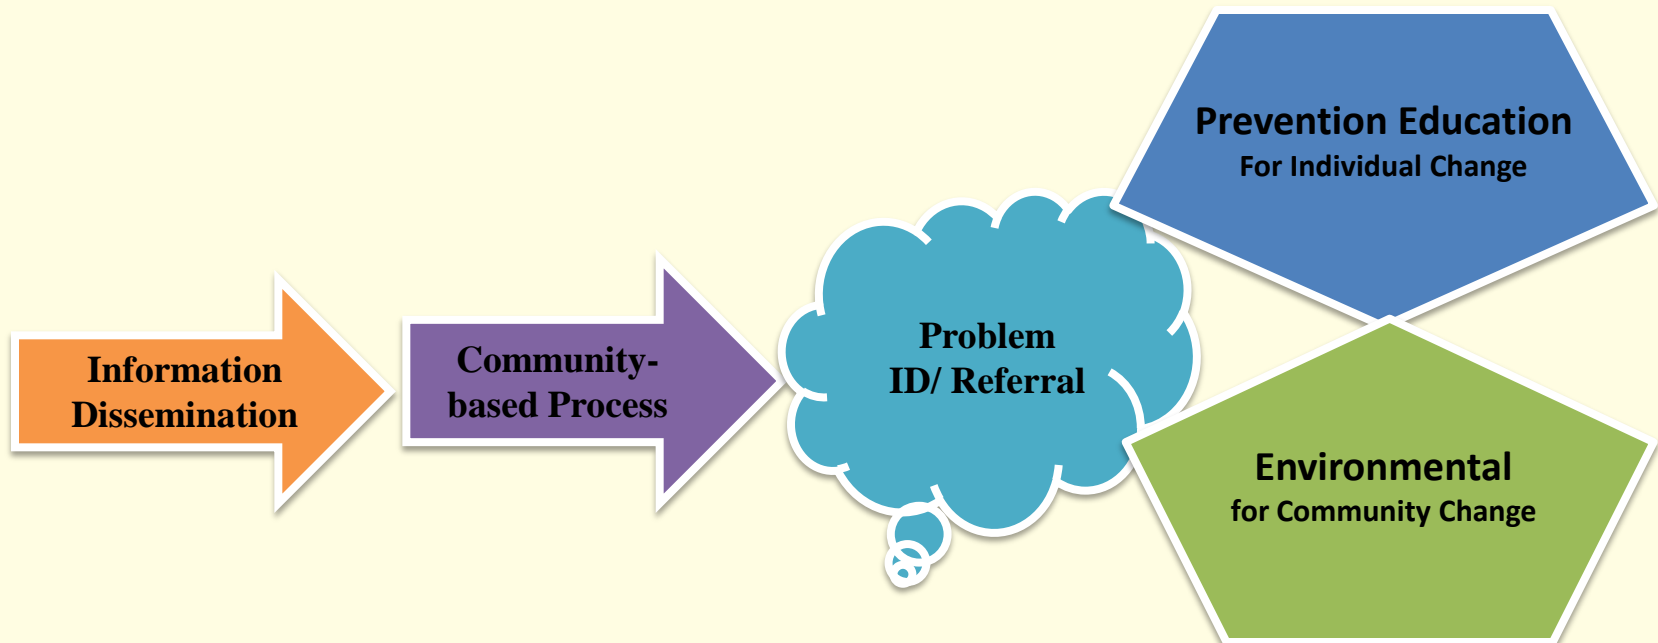 Information
Dissemination
Community-
based Process
Problem
ID/ Referral
Prevention Education
For Individual Change
Environmental
for Community Change